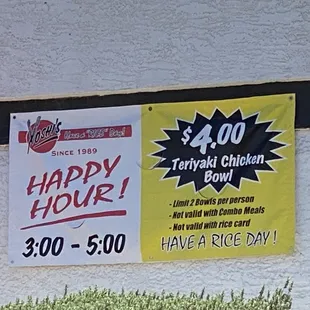 YOSHI'S
Have a "RICE" Day!
SINCE 1989
HAPPY
HOUR!
3:00 - 5:00
$4.00
Teriyaki Chicken
Bowl
- Limit 2 Bowls per person
- Not valid with Combo Meals
- Not valid with rice card
HAVE A RICE DAY!